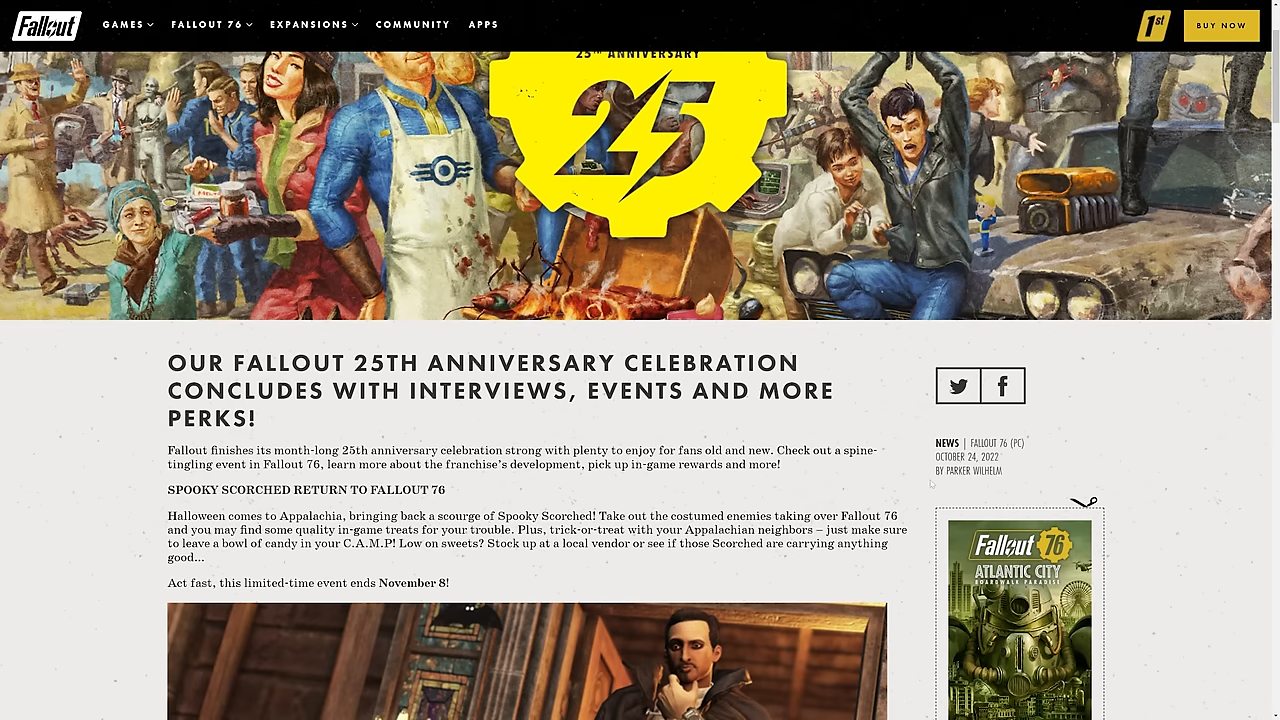 Fallout
GAMES
FALLOUT 76
EXPANSIONS
COMMUNITY
APPS
1st
BUY NOW
25TH ANNIVERSARY
25
OUR FALLOUT 25TH ANNIVERSARY CELEBRATION
CONCLUDES WITH INTERVIEWS, EVENTS AND MORE
PERKS!
Fallout finishes its month-long 25th anniversary celebration strong with plenty to enjoy for fans old and new. Check out a spine-
tingling event in Fallout 76, learn more about the franchise's development, pick up in-game rewards and more!
SPOOKY SCORCHED RETURN TO FALLOUT 76
Halloween comes to Appalachia, bringing back a scourge of Spooky Scorched! Take out the costumed enemies taking over Fallout 76
and you may find some quality in-game treats for your trouble. Plus, trick-or-treat with your Appalachian neighbors – just make sure
to leave a bowl of candy in your C.A.M.P! Low on sweets? Stock up at a local vendor or see if those Scorched are carrying anything
good...
Act fast, this limited-time event ends November 8!
NEWS | FALLOUT 76 (PC)
OCTOBER 24, 2022
BY PARKER WILHELM
Fallout 76
ATLANTIC CITY
BOARDWALK PARADISE